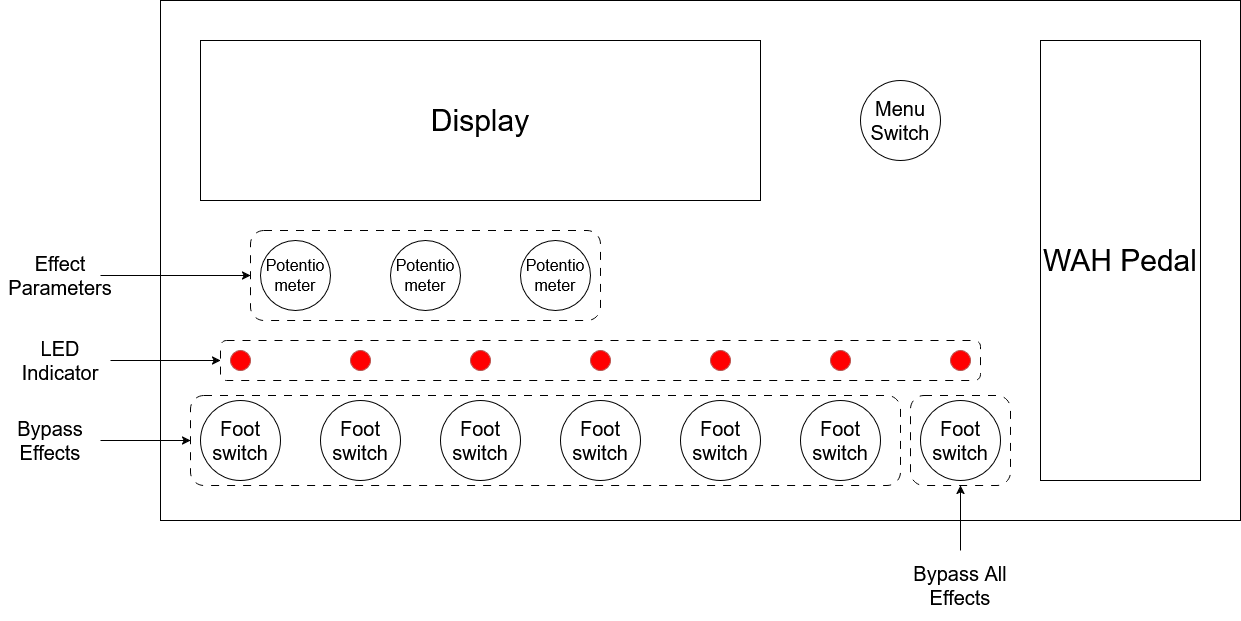 Display
Menu
Switch
WAH Pedal
Effect
Parameters
Potentio
meter
Potentio
meter
Potentio
meter
LED
Indicator
Bypass
Effects
Foot
switch
Foot
switch
Foot
switch
Foot
switch
Foot
switch
Foot
switch
Foot
switch
Bypass All
Effects